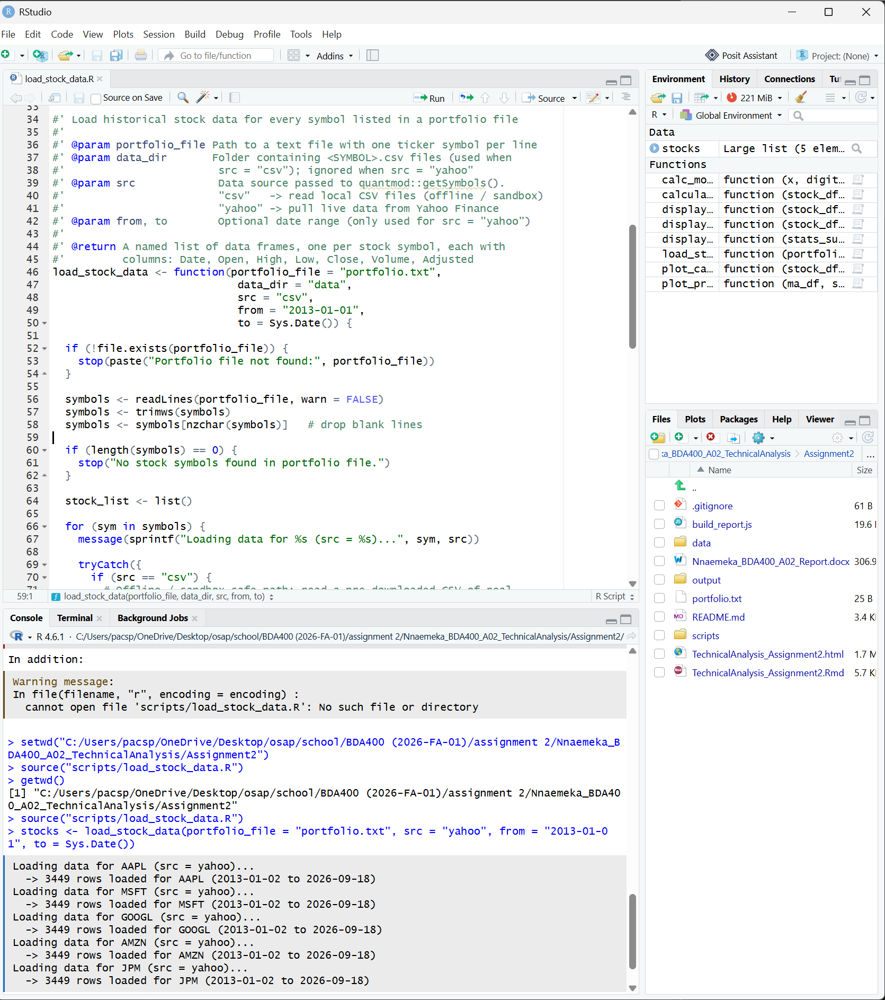 RStudio
File Edit Code View Plots Session Build Debug Profile Tools Help
Go to file/function Addins Posit Assistant Project: (None)
load_stock_data.R
Source on Save Run Source
33
34 #' Load historical stock data for every symbol listed in a portfolio file
35 #'
36 #' @param portfolio_file Path to a text file with one ticker symbol per line
37 #' @param data_dir       Folder containing <SYMBOL>.csv files (used when
38 #'                        src = "csv"); ignored when src = "yahoo"
39 #' @param src             Data source passed to quantmod::getSymbols().
40 #'                        "csv"   -> read local CSV files (offline / sandbox)
41 #'                        "yahoo" -> pull live data from Yahoo Finance
42 #' @param from, to        Optional date range (only used for src = "yahoo")
43 #'
44 #' @return A named list of data frames, one per stock symbol, each with
45 #'         columns: Date, Open, High, Low, Close, Volume, Adjusted
46 load_stock_data <- function(portfolio_file = "portfolio.txt",
47                              data_dir = "data",
48                              src = "csv",
49                              from = "2013-01-01",
50                              to = Sys.Date()) {
51
52   if (!file.exists(portfolio_file)) {
53     stop(paste("Portfolio file not found:", portfolio_file))
54   }
55
56   symbols <- readLines(portfolio_file, warn = FALSE)
57   symbols <- trimws(symbols)
58   symbols <- symbols[nzchar(symbols)]   # drop blank lines
59
60   if (length(symbols) == 0) {
61     stop("No stock symbols found in portfolio file.")
62   }
63
64   stock_list <- list()
65
66   for (sym in symbols) {
67     message(sprintf("Loading data for %s (src = %s)...", sym, src))
68
69     tryCatch({
70       if (src == "csv") {
71
59:1 load_stock_data(portfolio_file, data_dir, src, from, to) R Script
Console Terminal Background Jobs
R 4.6.1 · C:/Users/pacsp/OneDrive/Desktop/osap/school/BDA400 (2026-FA-01)/assignment 2/Nnaemeka_BDA400_A02_TechnicalAnalysis/Assignment2/
In addition:
Warning message:
In file(filename, "r", encoding = encoding) :
  cannot open file 'scripts/load_stock_data.R': No such file or directory
> setwd("C:/Users/pacsp/OneDrive/Desktop/osap/school/BDA400 (2026-FA-01)/assignment 2/Nnaemeka_B
DA400_A02_TechnicalAnalysis/Assignment2")
> source("scripts/load_stock_data.R")
> getwd()
[1] "C:/Users/pacsp/OneDrive/Desktop/osap/school/BDA400 (2026-FA-01)/assignment 2/Nnaemeka_BDA40
0_A02_TechnicalAnalysis/Assignment2"
> source("scripts/load_stock_data.R")
> stocks <- load_stock_data(portfolio_file = "portfolio.txt", src = "yahoo", from = "2013-01-0
1", to = Sys.Date())
Loading data for AAPL (src = yahoo)...
  -> 3449 rows loaded for AAPL (2013-01-02 to 2026-09-18)
Loading data for MSFT (src = yahoo)...
  -> 3449 rows loaded for MSFT (2013-01-02 to 2026-09-18)
Loading data for GOOGL (src = yahoo)...
  -> 3449 rows loaded for GOOGL (2013-01-02 to 2026-09-18)
Loading data for AMZN (src = yahoo)...
  -> 3449 rows loaded for AMZN (2013-01-02 to 2026-09-18)
Loading data for JPM (src = yahoo)...
  -> 3449 rows loaded for JPM (2013-01-02 to 2026-09-18)
Environment History Connections Tu
221 MiB
R Global Environment
Data
stocks Large list (5 elem…
Functions
calc_mo… function (x, digit…
calcula… function (stock_df…
display… function (stock_df…
display… function (stock_df…
display… function (stats_su…
load_st… function (portfoli…
plot_ca… function (stock_df…
plot_pr… function (ma_df, s…
Files Plots Packages Help Viewer
ka_BDA400_A02_TechnicalAnalysis > Assignment2 ...
Name Size
..
.gitignore 61 B
build_report.js 19.6
data
Nnaemeka_BDA400_A02_Report.docx 306.9
output
portfolio.txt 25 B
README.md 3.4 K
scripts
TechnicalAnalysis_Assignment2.html 1.7 M
TechnicalAnalysis_Assignment2.Rmd 5.7 K